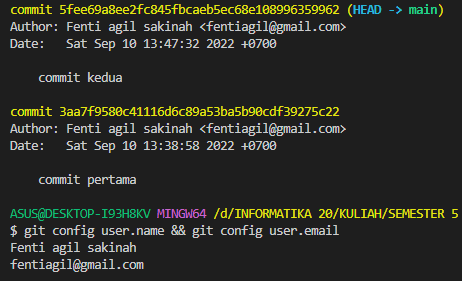 commit 5fee69a8ee2fc845fbcaeb5ec68e108996359962 (HEAD -> main)
Author: Fenti agil sakinah <fentiagil@gmail.com>
Date:   Sat Sep 10 13:47:32 2022 +0700
    commit kedua
commit 3aa7f9580c41116d6c89a53ba5b90cdf39275c22
Author: Fenti agil sakinah <fentiagil@gmail.com>
Date:   Sat Sep 10 13:38:58 2022 +0700
    commit pertama
ASUS@DESKTOP-I93H8KV MINGW64 /d/INFORMATIKA 20/KULIAH/SEMESTER 5
$ git config user.name && git config user.email
Fenti agil sakinah
fentiagil@gmail.com